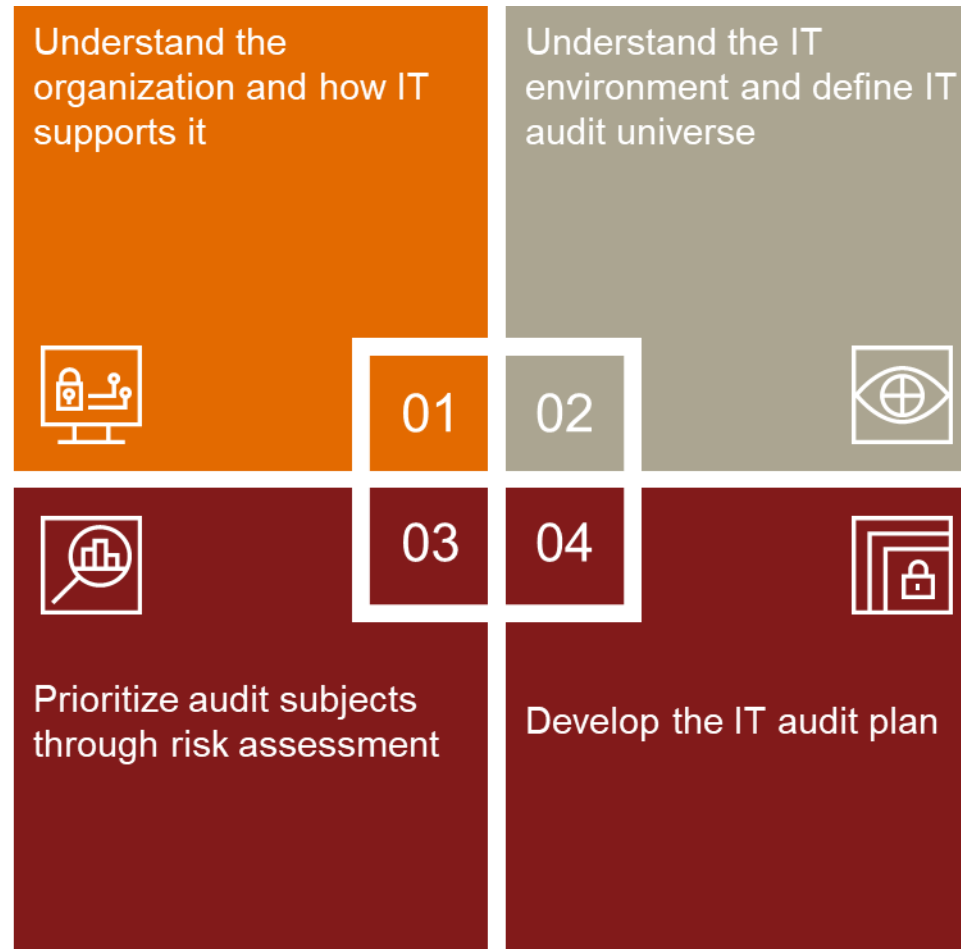 Understand the
organization and how IT
supports it
Understand the IT
environment and define IT
audit universe
01
02
03
04
Prioritize audit subjects
through risk assessment
Develop the IT audit plan